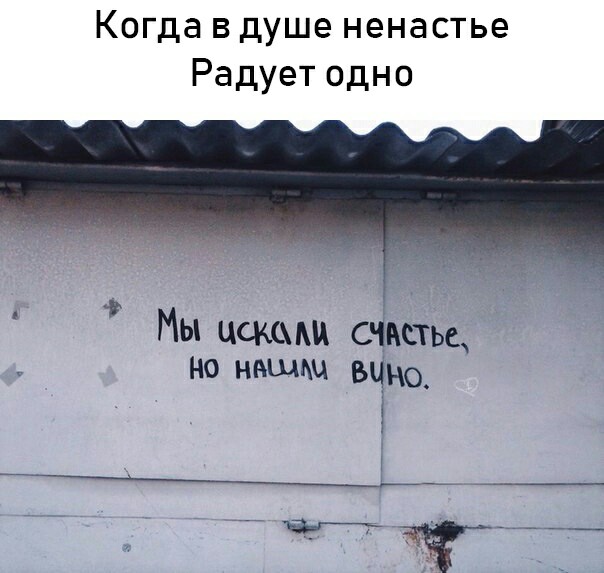 Когда в душе ненастье
Радует одно
Мы искали счастье,
но нашли вино.